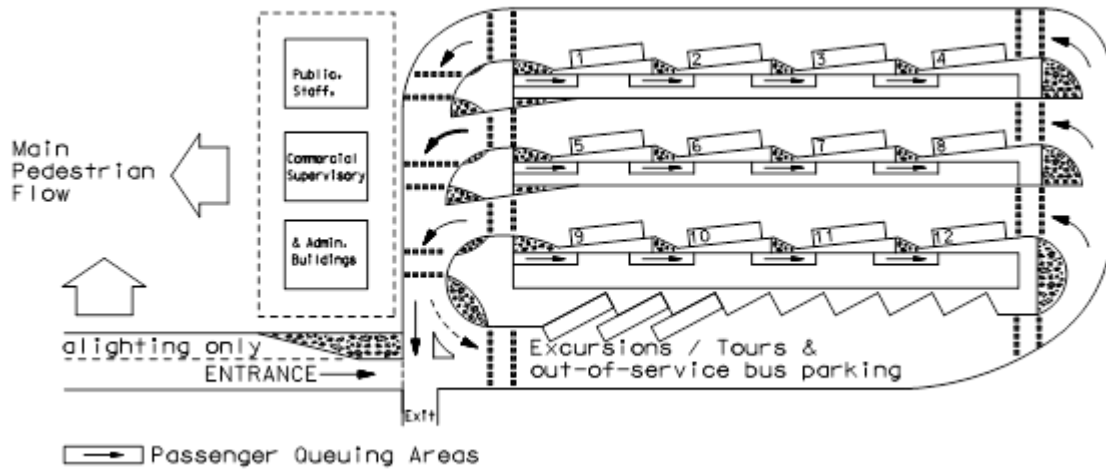 1
2
3
4
Public,
Staff,
Main
Pedestrian
Flow
Commercial
Supervisory
5
6
7
8
& Admin.
Buildings
9
10
11
12
alighting only
ENTRANCE
Excursions / Tours &
out-of-service bus parking
Exit
Passenger Queuing Areas